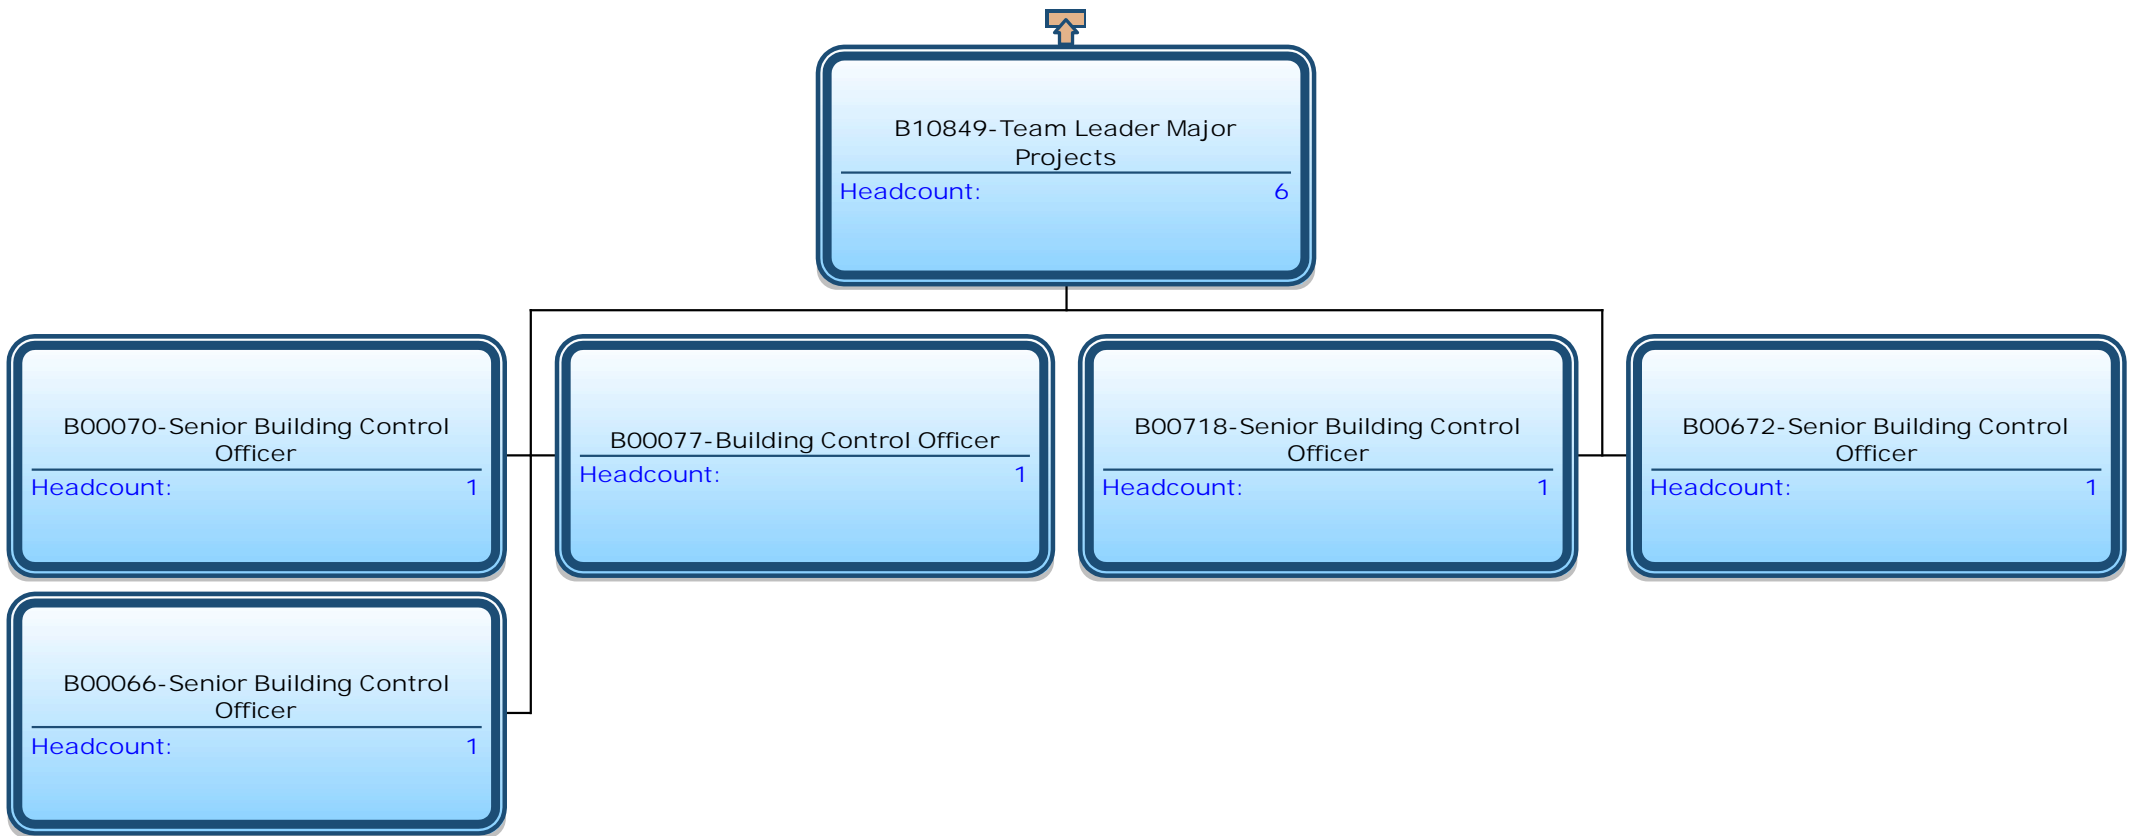 B10849-Team Leader Major
Projects
Headcount: 6
B00070-Senior Building Control
Officer
Headcount: 1
B00077-Building Control Officer
Headcount: 1
B00718-Senior Building Control
Officer
Headcount: 1
B00672-Senior Building Control
Officer
Headcount: 1
B00066-Senior Building Control
Officer
Headcount: 1